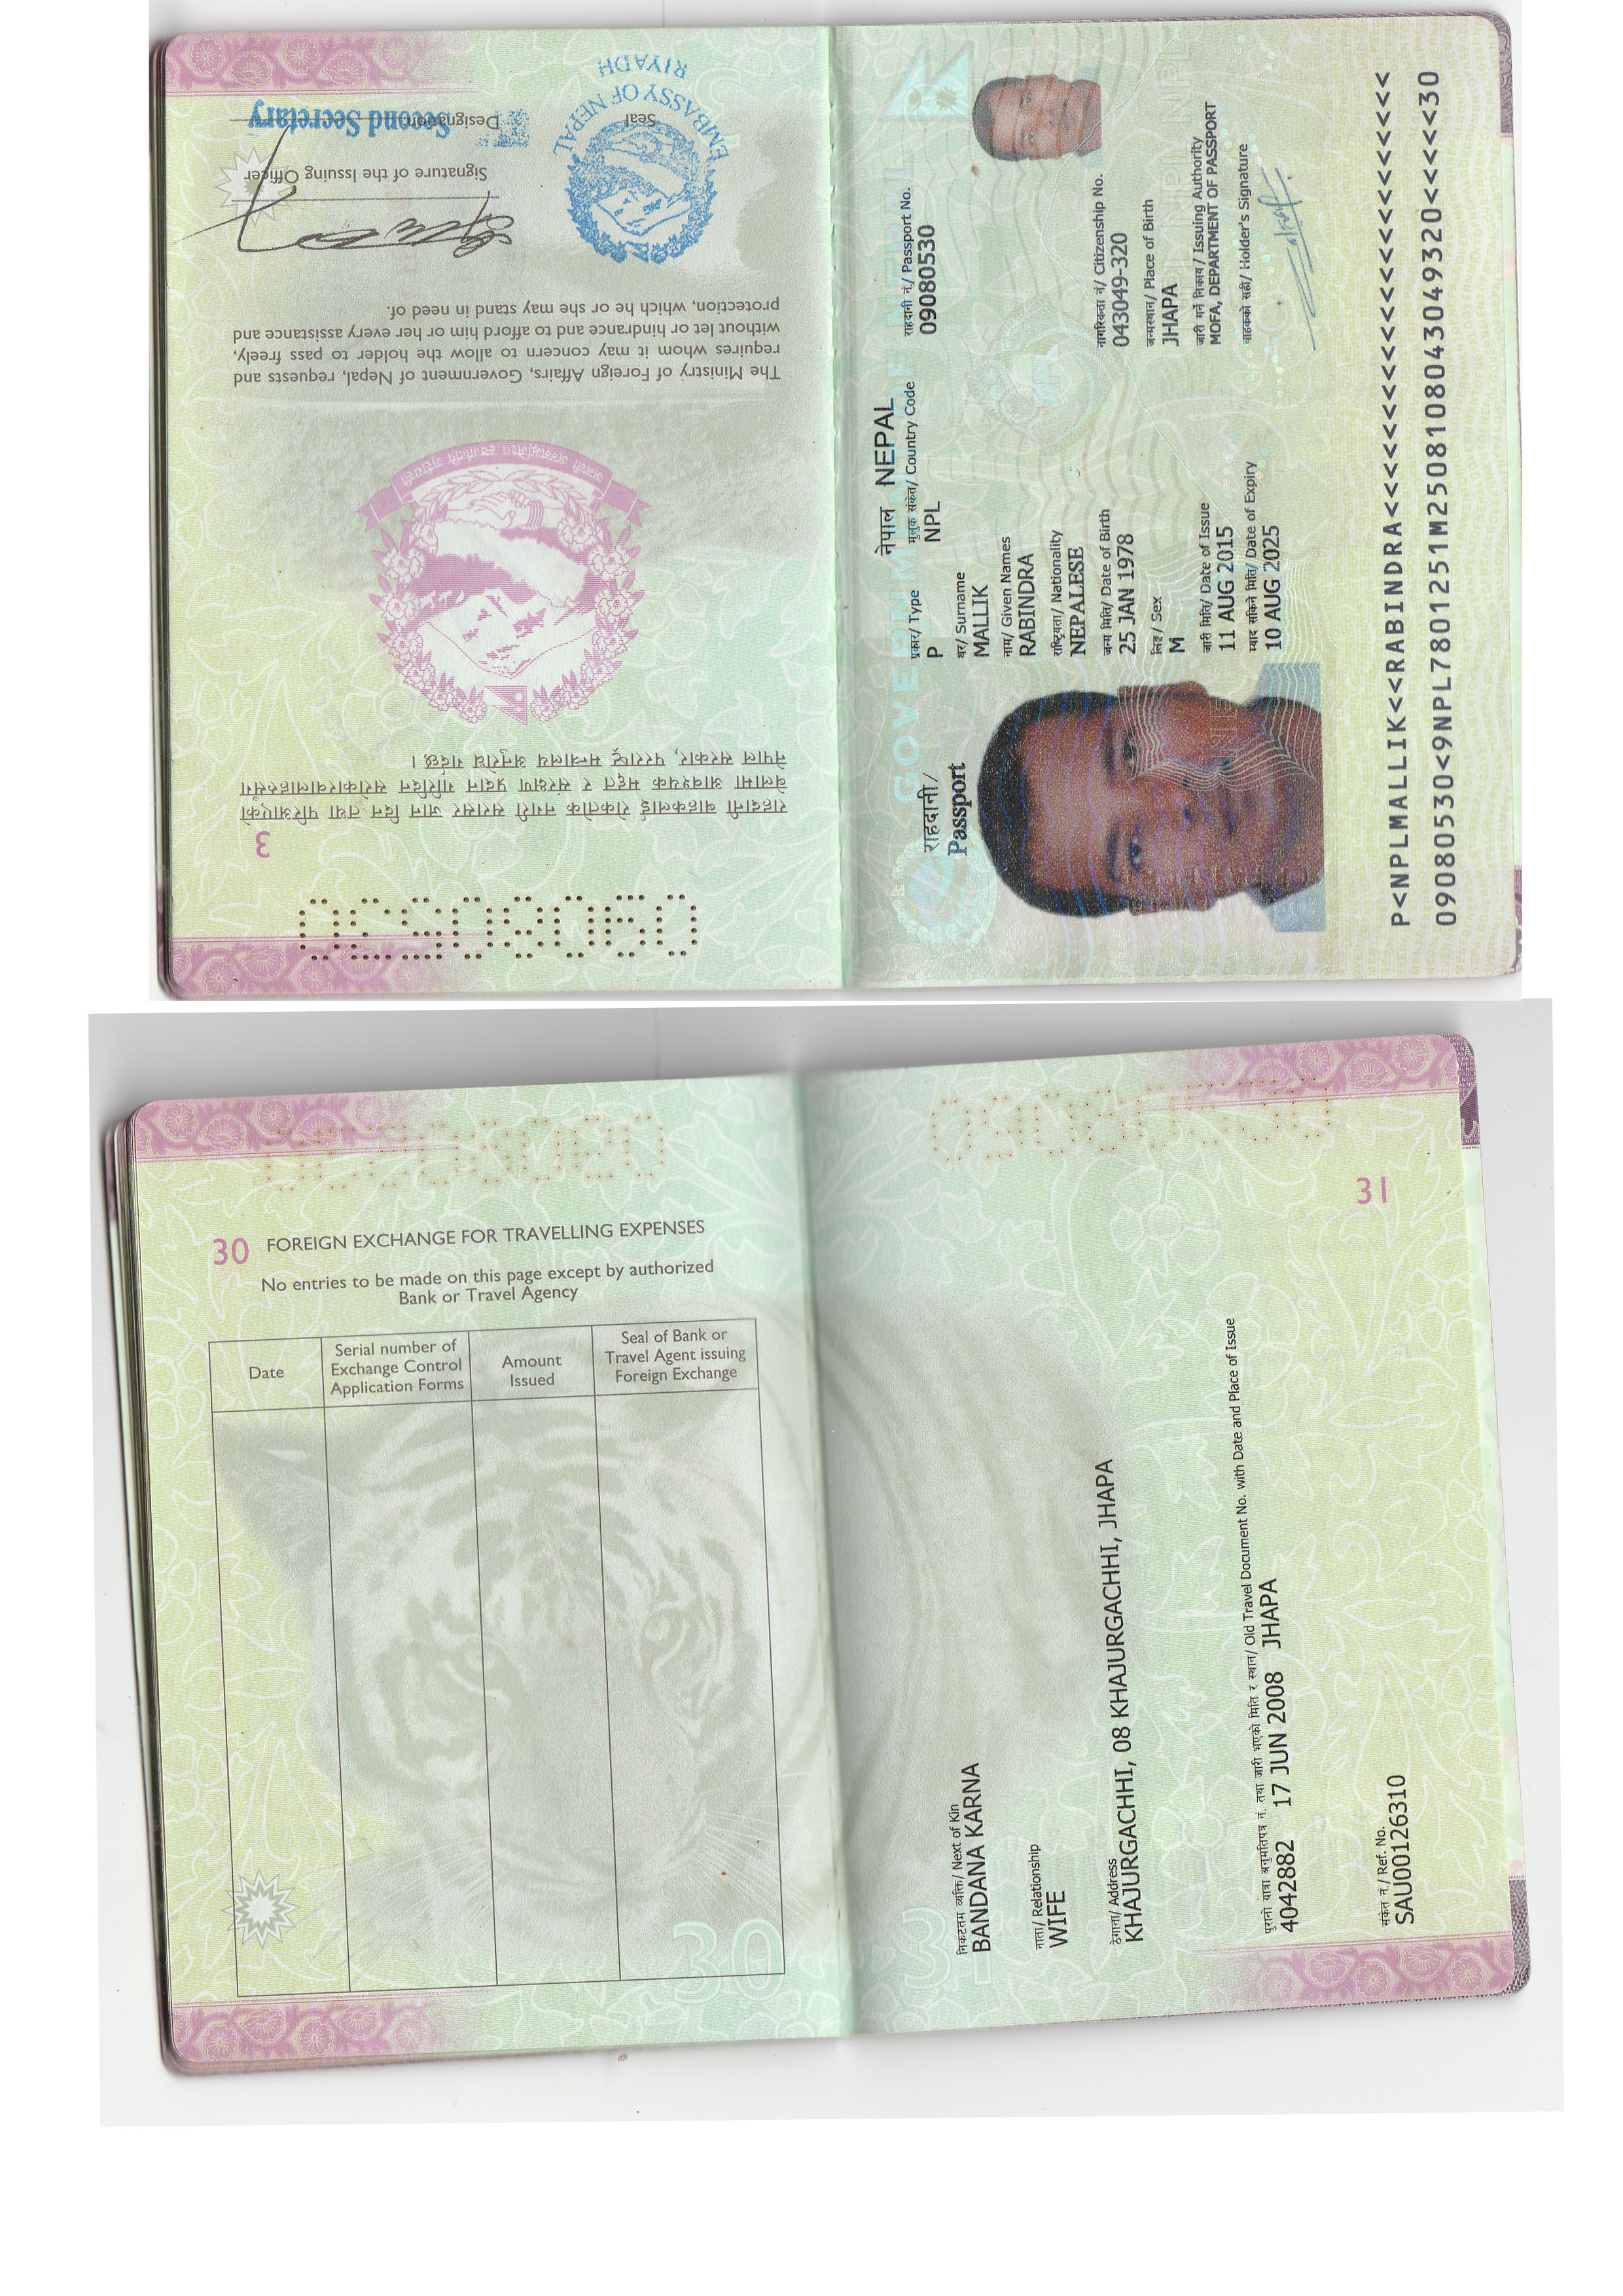 3
राहदानी वाहकलाई रोकतोक नगरी सरासर जान दिन तथा परिआएको
बेलामा आवश्यक मद्दत र संरक्षण प्रदान गरिदिन सरोकारवालाहरुसंग
नेपाल सरकार, परराष्ट्र मन्त्रालय अनुरोध गर्दछ ।
The Ministry of Foreign Affairs, Government of Nepal, requests and
requires whom it may concern to allow the holder to pass freely,
without let or hindrance and to afford him or her every assistance and
protection, which he or she may stand in need of.
Signature of the Issuing Officer
Designation
Second Secretary
Seal
EMBASSY OF NEPAL
RIYADH
09080530
नेपाल NEPAL
राहदानी/
Passport
प्रकार/ Type
P
मुलुक संकेत/ Country Code
NPL
राहदानी नं./ Passport No.
09080530
थर/ Surname
MALLIK
नाम/ Given Names
RABINDRA
राष्ट्रियता/ Nationality
NEPALESE
जन्म मिति/ Date of Birth
25 JAN 1978
नागरिकता नं/ Citizenship No.
043049-320
लिङ्ग/ Sex
M
जन्मस्थान/ Place of Birth
JHAPA
जारी मिति/ Date of Issue
11 AUG 2015
जारी गर्ने निकाय/ Issuing Authority
MOFA, DEPARTMENT OF PASSPORT
म्याद सकिने मिति/ Date of Expiry
10 AUG 2025
वाहकको सही/ Holder's Signature
P<NPLMALLIK<<RABINDRA<<<<<<<<<<<<<<<<<<<<<<<
09080530<9NPL7801251M2508108043049320<<<<<30
30 FOREIGN EXCHANGE FOR TRAVELLING EXPENSES
No entries to be made on this page except by authorized
Bank or Travel Agency
Date
Serial number of
Exchange Control
Application Forms
Amount
Issued
Seal of Bank or
Travel Agent issuing
Foreign Exchange
30
31
निकटतम व्यक्ति/ Next of Kin
BANDANA KARNA
नाता/ Relationship
WIFE
ठेगाना/ Address
KHAJURGACHHI, 08 KHAJURGACHHI, JHAPA
पुरानो यात्रा अनुमतिपत्र नं. तथा जारी भएको मिति र स्थान/ Old Travel Document No. with Date and Place of Issue
4042882 17 JUN 2008 JHAPA
संकेत नं./ Ref. No.
SAU00126310